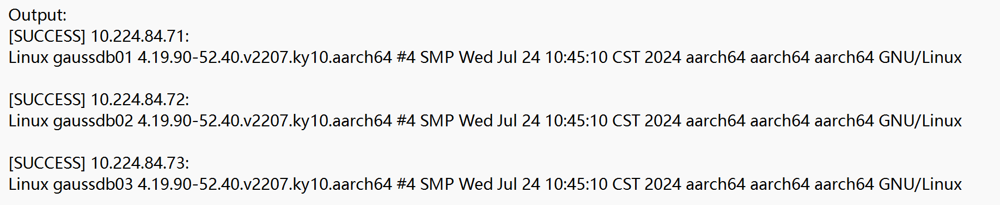 Output:
[SUCCESS] 10.224.84.71:
Linux gaussdb01 4.19.90-52.40.v2207.ky10.aarch64 #4 SMP Wed Jul 24 10:45:10 CST 2024 aarch64 aarch64 aarch64 GNU/Linux
[SUCCESS] 10.224.84.72:
Linux gaussdb02 4.19.90-52.40.v2207.ky10.aarch64 #4 SMP Wed Jul 24 10:45:10 CST 2024 aarch64 aarch64 aarch64 GNU/Linux
[SUCCESS] 10.224.84.73:
Linux gaussdb03 4.19.90-52.40.v2207.ky10.aarch64 #4 SMP Wed Jul 24 10:45:10 CST 2024 aarch64 aarch64 aarch64 GNU/Linux